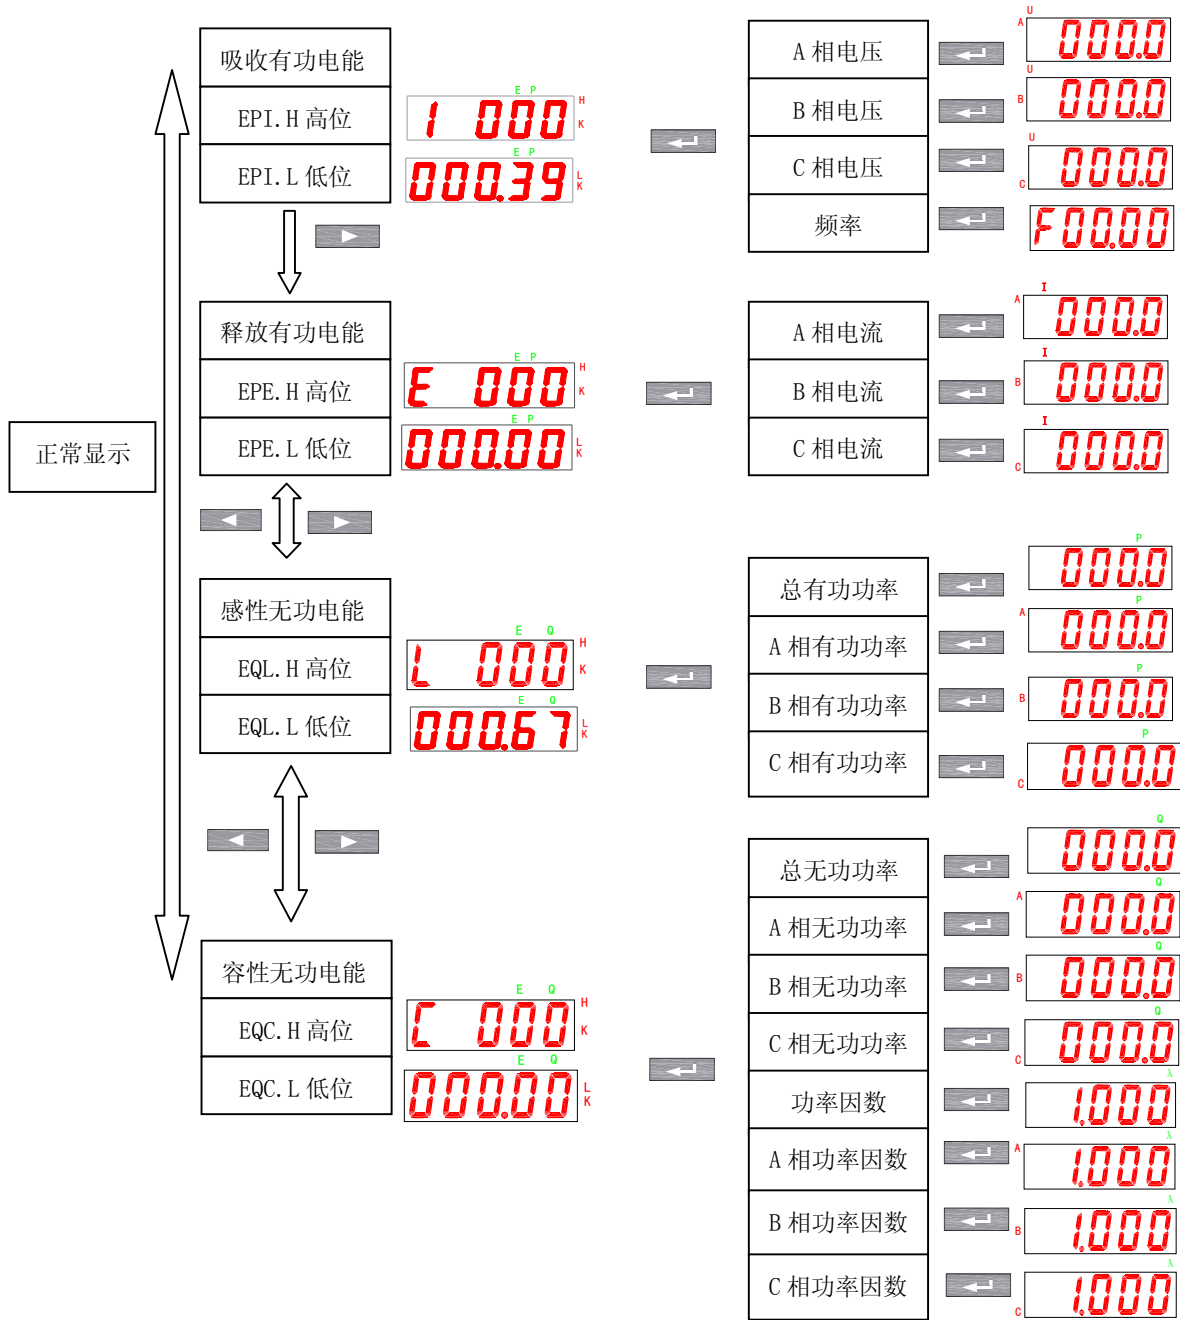 正常显示
吸收有功电能
EPI.H 高位
E P
I 000
H
K
EPI.L 低位
E P
000.39
L
K
释放有功电能
EPE.H 高位
E P
E 000
H
K
EPE.L 低位
E P
000.00
L
K
感性无功电能
EQL.H 高位
E Q
L 000
H
K
EQL.L 低位
E Q
000.67
L
K
容性无功电能
EQC.H 高位
E Q
C 000
H
K
EQC.L 低位
E Q
000.00
L
K
A 相电压
U
A
000.0
B 相电压
U
B
000.0
C 相电压
U
C
000.0
频率
F00.00
A 相电流
I
A
000.0
B 相电流
I
B
000.0
C 相电流
I
C
000.0
总有功功率
P
000.0
A 相有功功率
P
A
000.0
B 相有功功率
P
B
000.0
C 相有功功率
P
C
000.0
总无功功率
Q
000.0
A 相无功功率
Q
A
000.0
B 相无功功率
Q
B
000.0
C 相无功功率
Q
C
000.0
功率因数
λ
1.000
A 相功率因数
λ
A
1.000
B 相功率因数
λ
B
1.000
C 相功率因数
λ
C
1.000